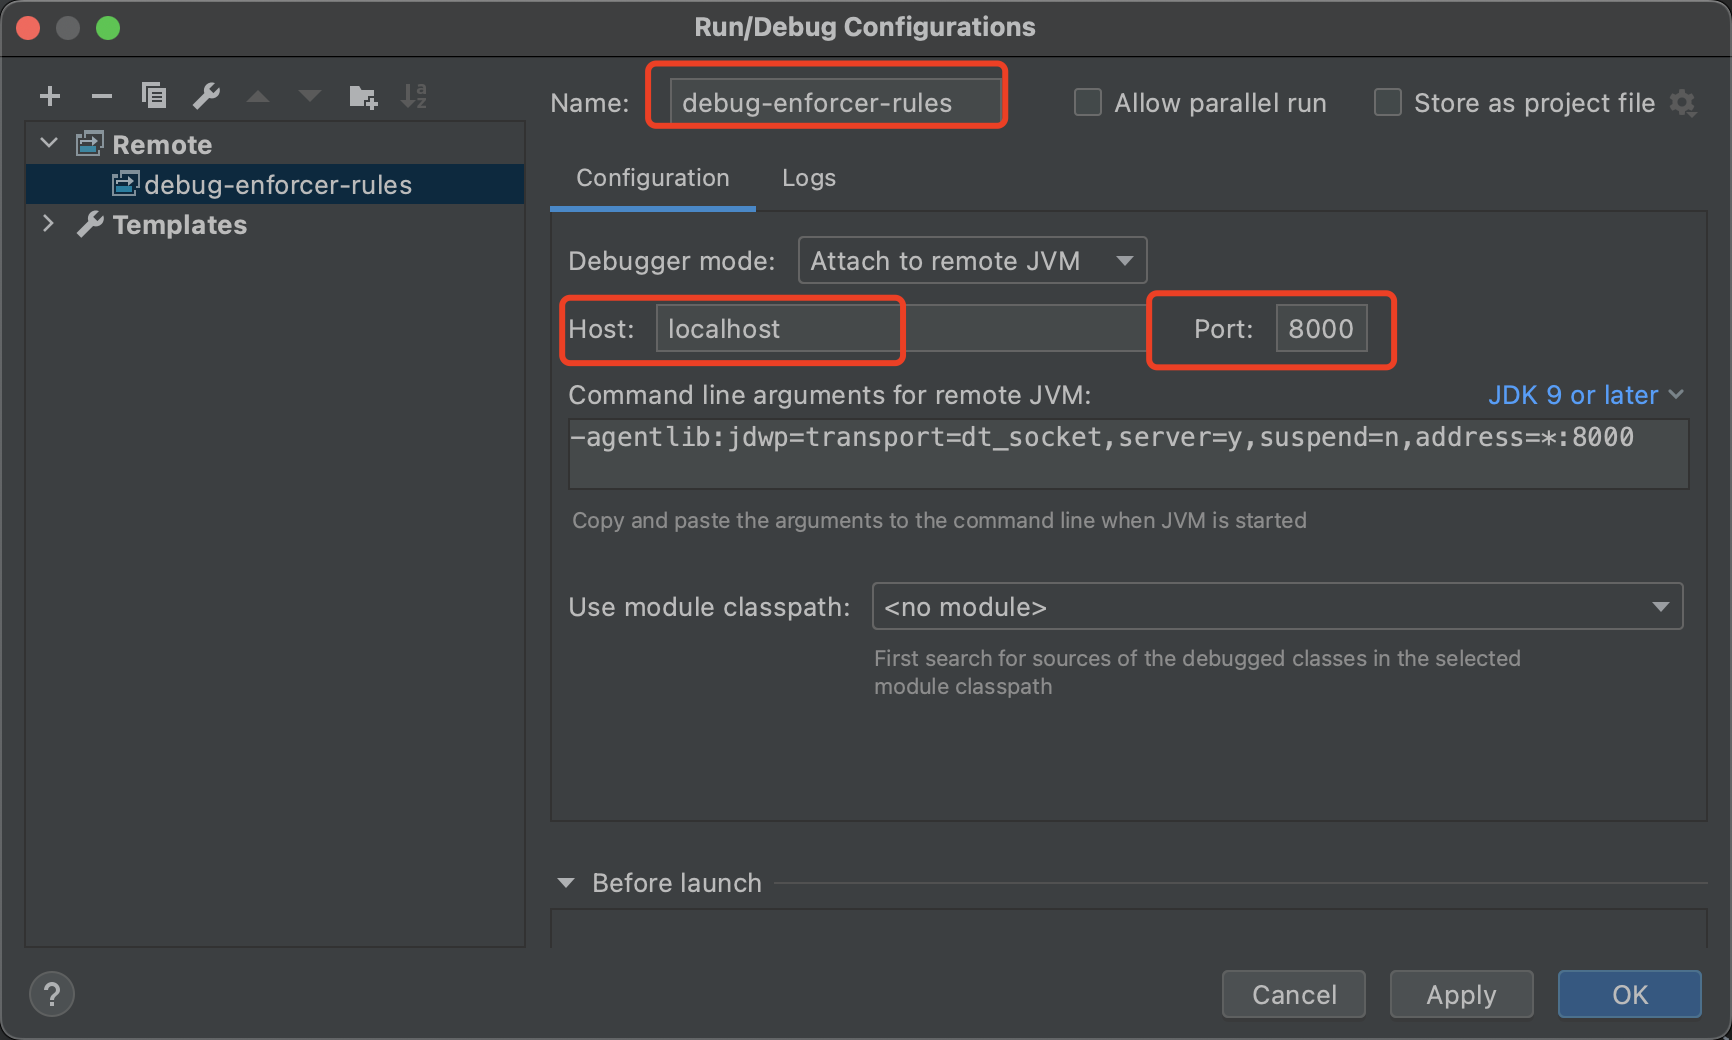 Run/Debug Configurations
Name: debug-enforcer-rules
Allow parallel run
Store as project file
Remote
debug-enforcer-rules
Templates
Configuration
Logs
Debugger mode: Attach to remote JVM
Host: localhost
Port: 8000
Command line arguments for remote JVM:
JDK 9 or later
-agentlib:jdwp=transport=dt_socket,server=y,suspend=n,address=*:8000
Copy and paste the arguments to the command line when JVM is started
Use module classpath: <no module>
First search for sources of the debugged classes in the selected
module classpath
Before launch
?
Cancel
Apply
OK